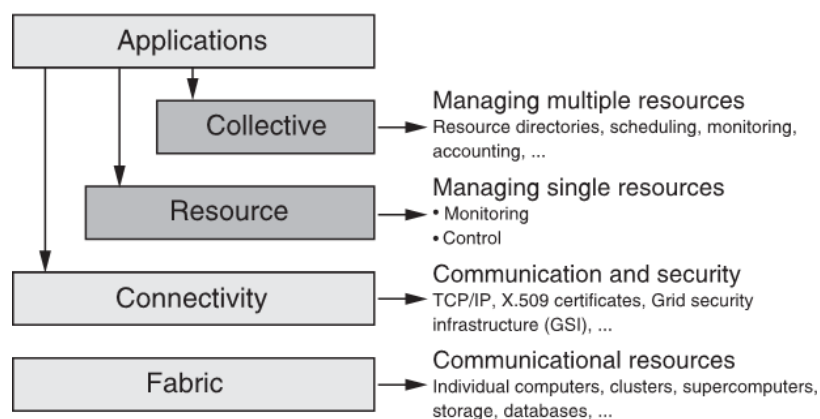 Applications
Collective
Managing multiple resources
Resource directories, scheduling, monitoring,
accounting, ...
Resource
Managing single resources
• Monitoring
• Control
Connectivity
Communication and security
TCP/IP, X.509 certificates, Grid security
infrastructure (GSI), ...
Fabric
Communicational resources
Individual computers, clusters, supercomputers,
storage, databases, ...